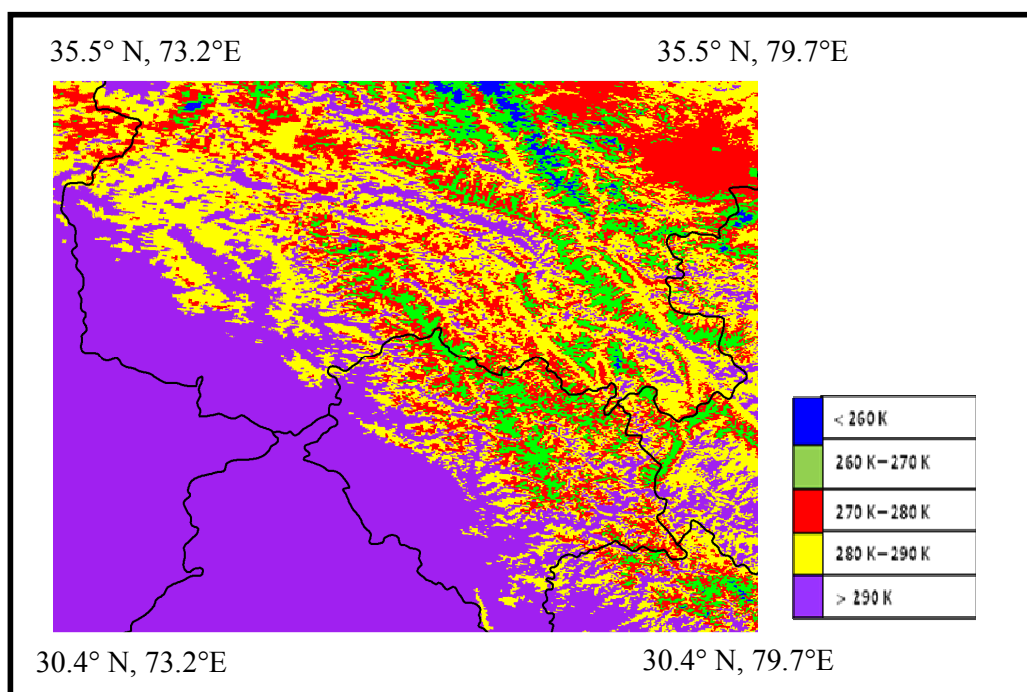 35.5° N, 73.2°E
35.5° N, 79.7°E
< 260 K
260 K–270 K
270 K–280 K
280 K–290 K
> 290 K
30.4° N, 73.2°E
30.4° N, 79.7°E